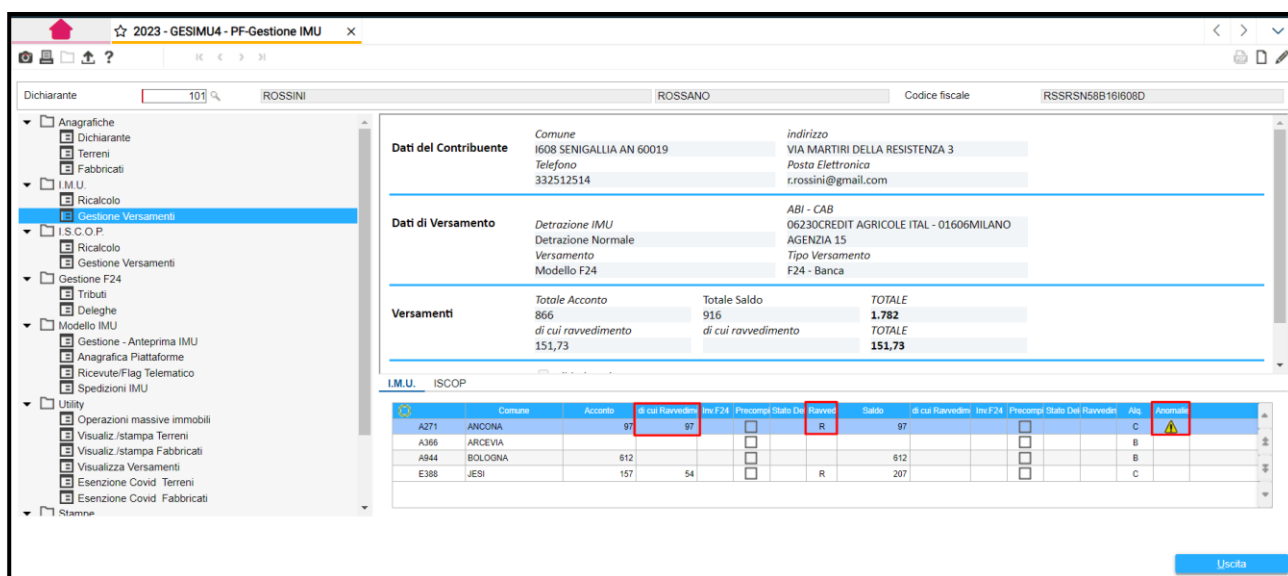 2023 - GESIMU4 - PF-Gestione IMU
Dichiarante 101 ROSSINI ROSSANO Codice fiscale RSSRSN58B16I608D
Anagrafiche
Dichiarante
Terreni
Fabbricati
I.M.U.
Ricalcolo
Gestione Versamenti
I.S.C.O.P.
Ricalcolo
Gestione Versamenti
Gestione F24
Tributi
Deleghe
Modello IMU
Gestione - Anteprima IMU
Anagrafica Piattaforme
Ricevute/Flag Telematico
Spedizioni IMU
Utility
Operazioni massive immobili
Visualiz./stampa Terreni
Visualiz./stampa Fabbricati
Visualizza Versamenti
Esenzione Covid Terreni
Esenzione Covid Fabbricati
Stampe
Dati del Contribuente
Comune indirizzo
I608 SENIGALLIA AN 60019 VIA MARTIRI DELLA RESISTENZA 3
Telefono Posta Elettronica
332512514 r.rossini@gmail.com
Dati di Versamento
ABI - CAB
Detrazione IMU 06230CREDIT AGRICOLE ITAL - 01606MILANO
Detrazione Normale AGENZIA 15
Versamento Tipo Versamento
Modello F24 F24 - Banca
Versamenti
Totale Acconto Totale Saldo TOTALE
866 916 1.782
di cui ravvedimento di cui ravvedimento TOTALE
151,73 151,73
I.M.U. ISCOP
Comune Acconto di cui Ravvedime Inv.F24 Precompi Stato Del Ravved Saldo di cui Ravvedim Inv.F24 Precomp Stato Del Ravvedin Alq. Anomalie
A271 ANCONA 97 97 R 97 C
A366 ARCEVIA B
A944 BOLOGNA 612 612 B
E388 JESI 157 54 R 207 C
Uscita